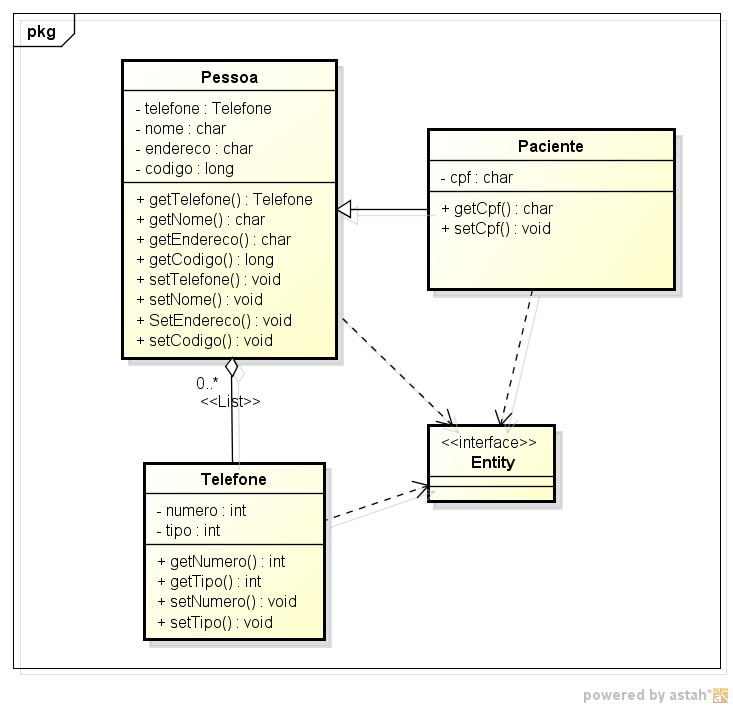 pkg
Pessoa
- telefone : Telefone
- nome : char
- endereco : char
- codigo : long
+ getTelefone() : Telefone
+ getNome() : char
+ getEndereco() : char
+ getCodigo() : long
+ setTelefone() : void
+ setNome() : void
+ SetEndereco() : void
+ setCodigo() : void
Paciente
- cpf : char
+ getCpf() : char
+ setCpf() : void
0..*
<<List>>
<<interface>>
Entity
Telefone
- numero : int
- tipo : int
+ getNumero() : int
+ getTipo() : int
+ setNumero() : void
+ setTipo() : void
powered by astah*